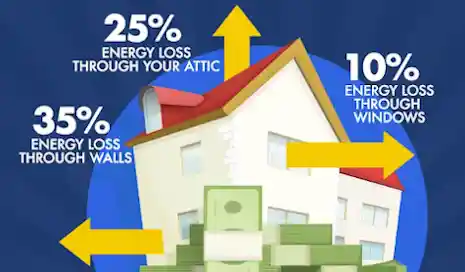 25%
ENERGY LOSS
THROUGH YOUR ATTIC
10%
ENERGY LOSS
THROUGH
WINDOWS
35%
ENERGY LOSS
THROUGH WALLS